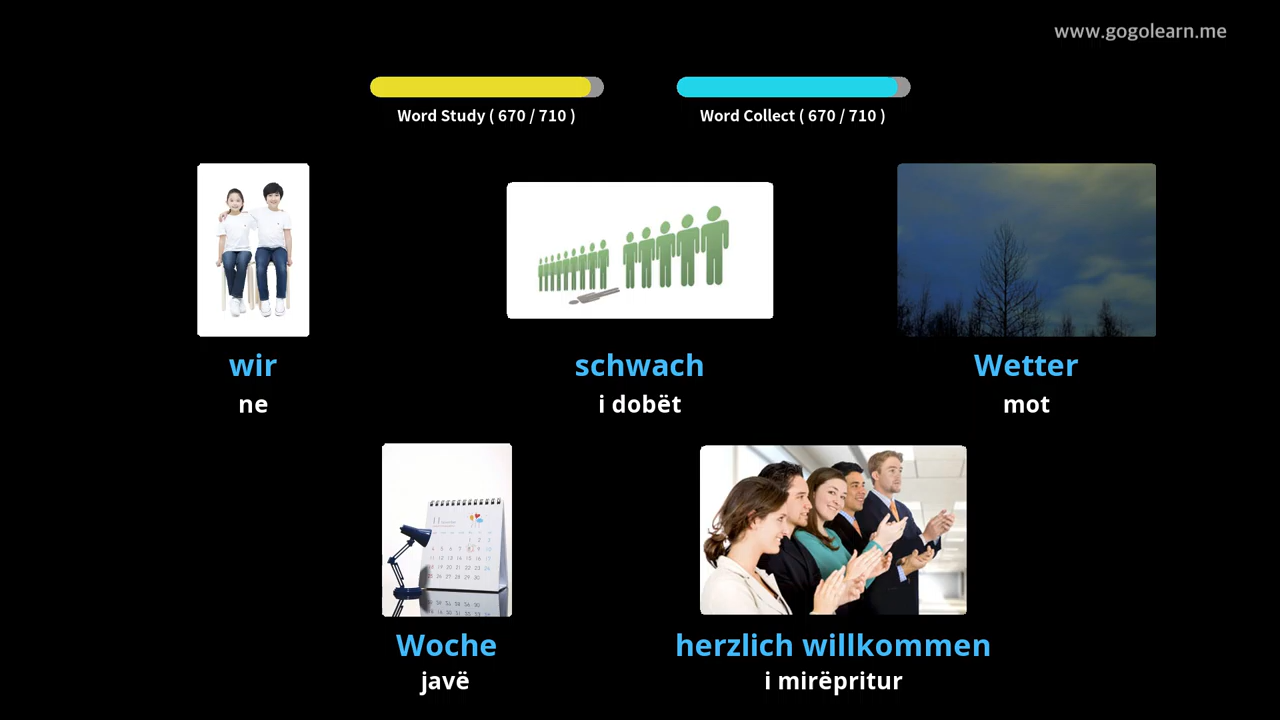 www.gogolearn.me
Word Study ( 670 / 710 )
Word Collect ( 670 / 710 )
wir
ne
schwach
i dobët
Wetter
mot
Woche
javë
herzlich willkommen
i mirëpritur